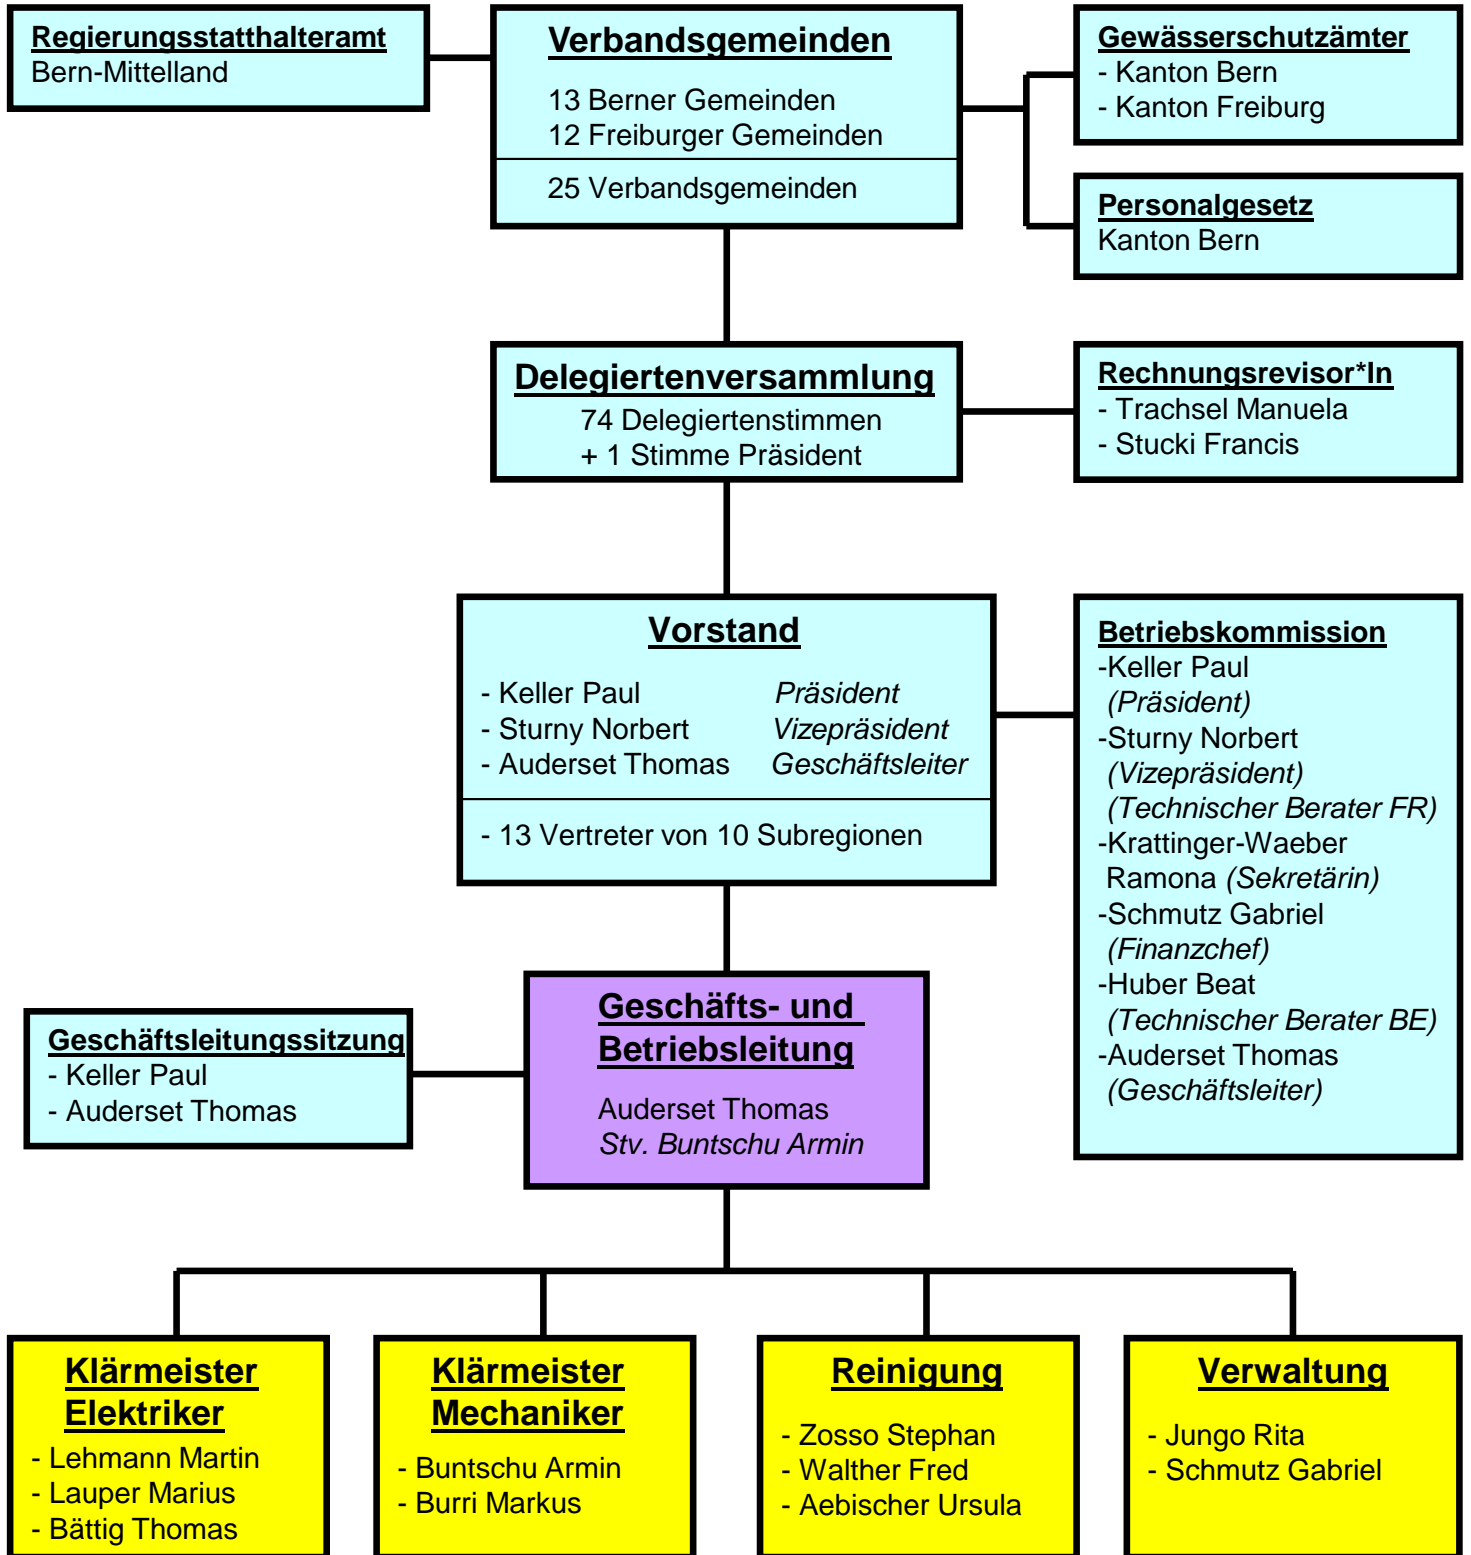 Regierungsstatthalteramt
Bern-Mittelland
Verbandsgemeinden
13 Berner Gemeinden
12 Freiburger Gemeinden
25 Verbandsgemeinden
Gewässerschutzämter
- Kanton Bern
- Kanton Freiburg
Personalgesetz
Kanton Bern
Delegiertenversammlung
74 Delegiertenstimmen
+ 1 Stimme Präsident
Rechnungsrevisor*In
- Trachsel Manuela
- Stucki Francis
Vorstand
- Keller Paul Präsident
- Sturny Norbert Vizepräsident
- Auderset Thomas Geschäftsleiter
- 13 Vertreter von 10 Subregionen
Betriebskommission
-Keller Paul
(Präsident)
-Sturny Norbert
(Vizepräsident)
(Technischer Berater FR)
-Krattinger-Waeber
Ramona (Sekretärin)
-Schmutz Gabriel
(Finanzchef)
-Huber Beat
(Technischer Berater BE)
-Auderset Thomas
(Geschäftsleiter)
Geschäftsleitungssitzung
- Keller Paul
- Auderset Thomas
Geschäfts- und
Betriebsleitung
Auderset Thomas
Stv. Buntschu Armin
Klärmeister
Elektriker
- Lehmann Martin
- Lauper Marius
- Bättig Thomas
Klärmeister
Mechaniker
- Buntschu Armin
- Burri Markus
Reinigung
- Zosso Stephan
- Walther Fred
- Aebischer Ursula
Verwaltung
- Jungo Rita
- Schmutz Gabriel